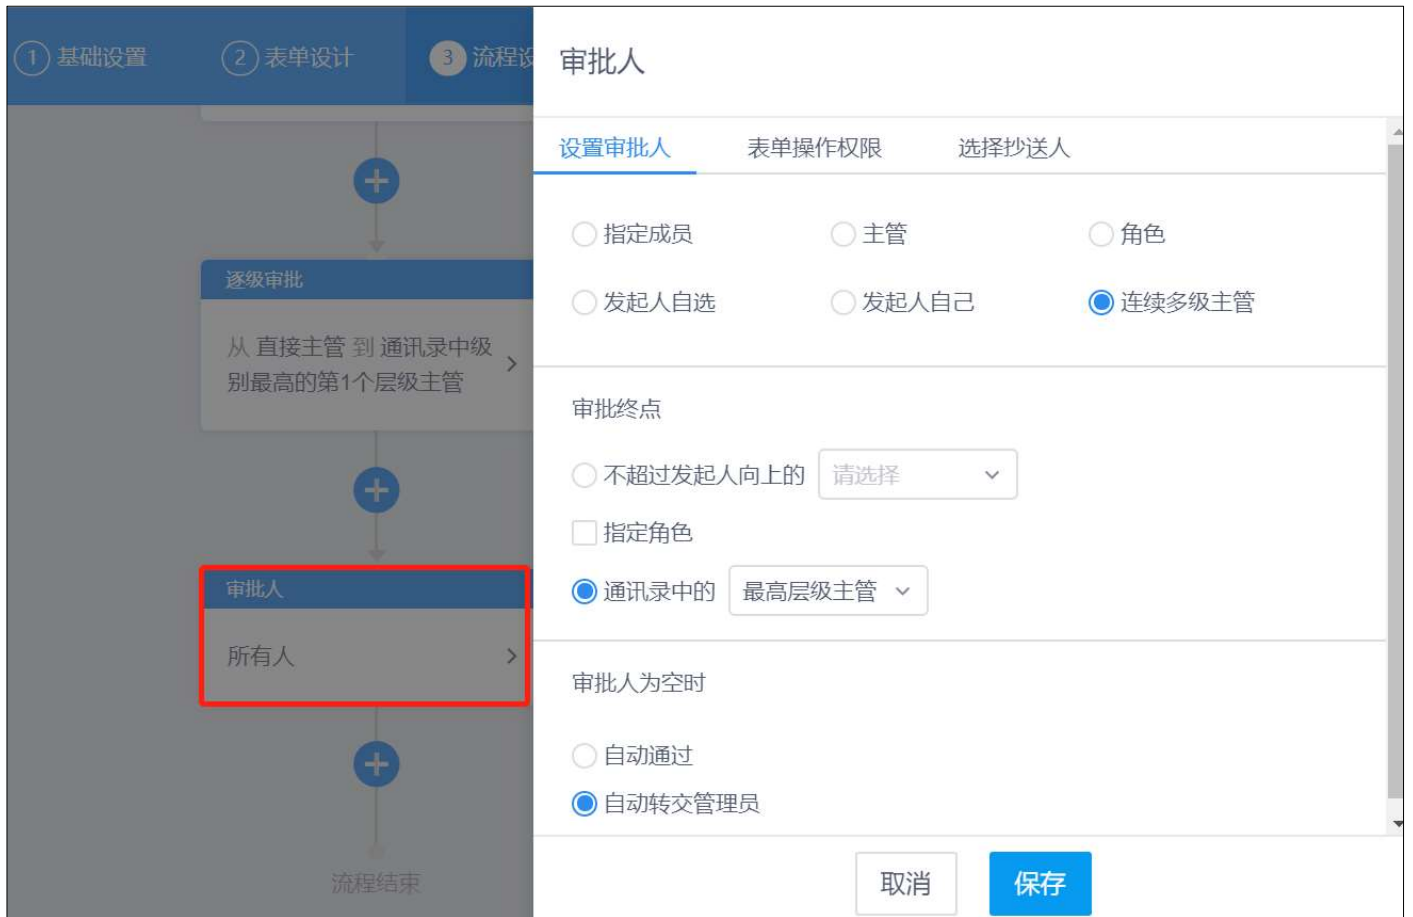 1 基础设置
2 表单设计
3 流程设
逐级审批
从 直接主管 到 通讯录中级
别最高的第1个层级主管
审批人
所有人
流程结束
审批人
设置审批人 表单操作权限 选择抄送人
指定成员 主管 角色
发起人自选 发起人自己 连续多级主管
审批终点
不超过发起人向上的 请选择
指定角色
通讯录中的 最高层级主管
审批人为空时
自动通过
自动转交管理员
取消 保存